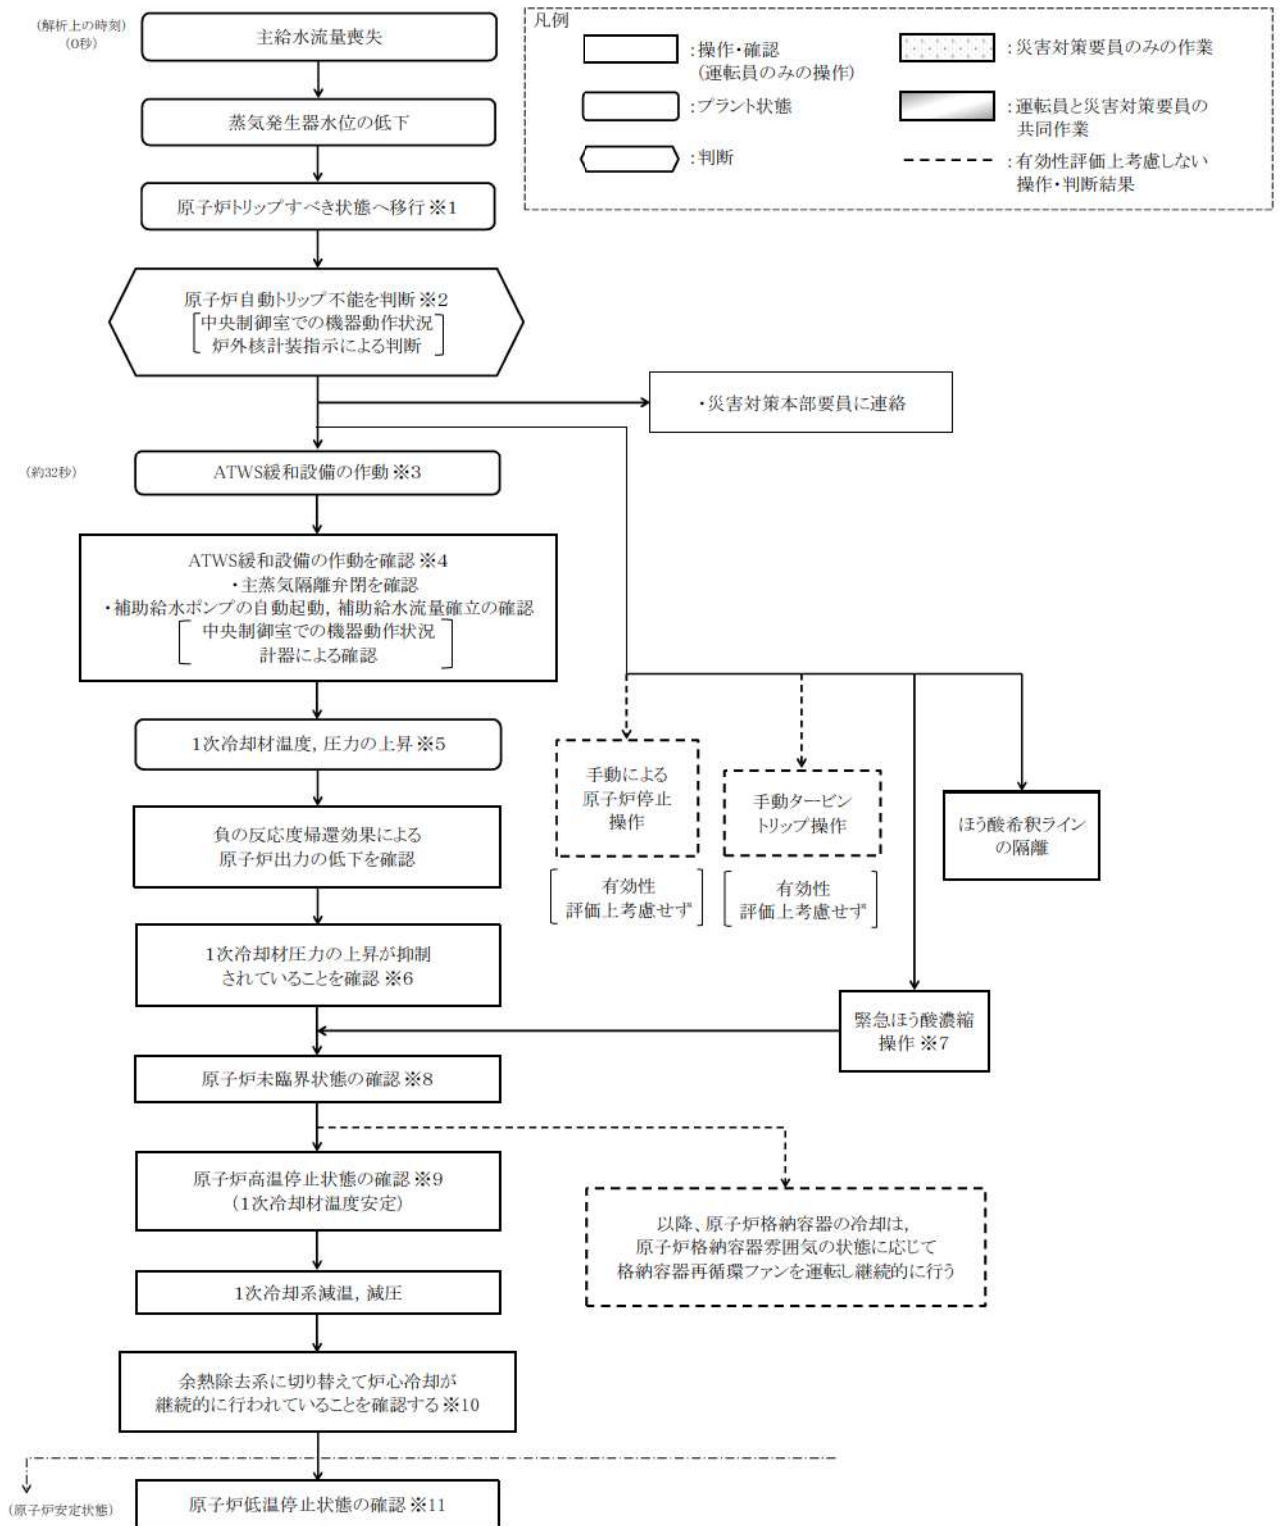 (解析上の時刻)
(0秒)
主給水流量喪失
蒸気発生器水位の低下
原子炉トリップすべき状態へ移行※1
原子炉自動トリップ不能を判断※2
中央制御室での機器動作状況
炉外核計装指示による判断
凡例
:操作・確認
(運転員のみの操作)
:プラント状態
:判断
:災害対策要員のみの作業
:運転員と災害対策要員の
共同作業
:有効性評価上考慮しない
操作・判断結果
・災害対策本部要員に連絡
(約32秒)
ATWS緩和設備の作動※3
ATWS緩和設備の作動を確認※4
・主蒸気隔離弁閉を確認
・補助給水ポンプの自動起動,補助給水流量確立の確認
中央制御室での機器動作状況
計器による確認
1次冷却材温度,圧力の上昇※5
負の反応度帰還効果による
原子炉出力の低下を確認
1次冷却材圧力の上昇が抑制
されていることを確認※6
手動による
原子炉停止
操作
有効性
評価上考慮せず
手動タービン
トリップ操作
有効性
評価上考慮せず
ほう酸希釈ライン
の隔離
緊急ほう酸濃縮
操作※7
原子炉未臨界状態の確認※8
原子炉高温停止状態の確認※9
(1次冷却材温度安定)
以降、原子炉格納容器の冷却は,
原子炉格納容器雰囲気の状態に応じて
格納容器再循環ファンを運転し継続的に行う
1次冷却系減温,減圧
余熱除去系に切り替えて炉心冷却が
継続的に行われていることを確認する※10
(原子炉安定状態)
原子炉低温停止状態の確認※11